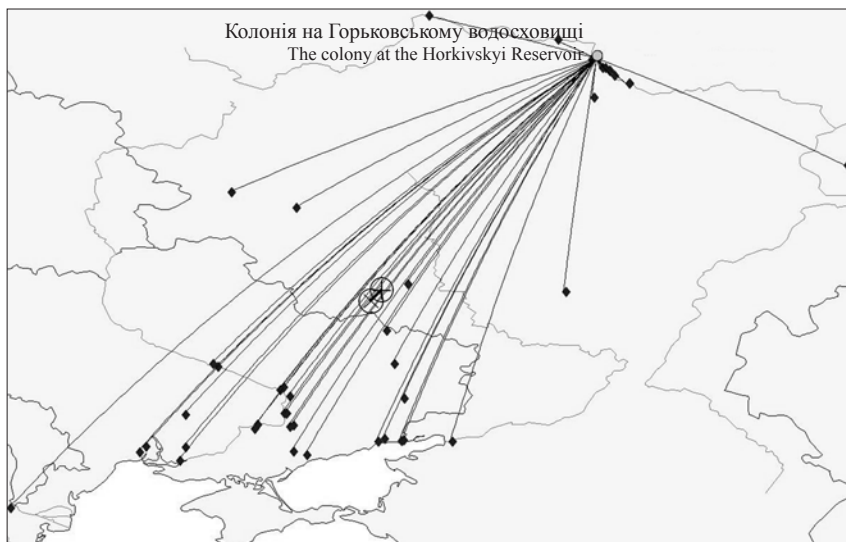 Колонія на Горьковському водосховищі
The colony at the Horkivskyi Reservoir